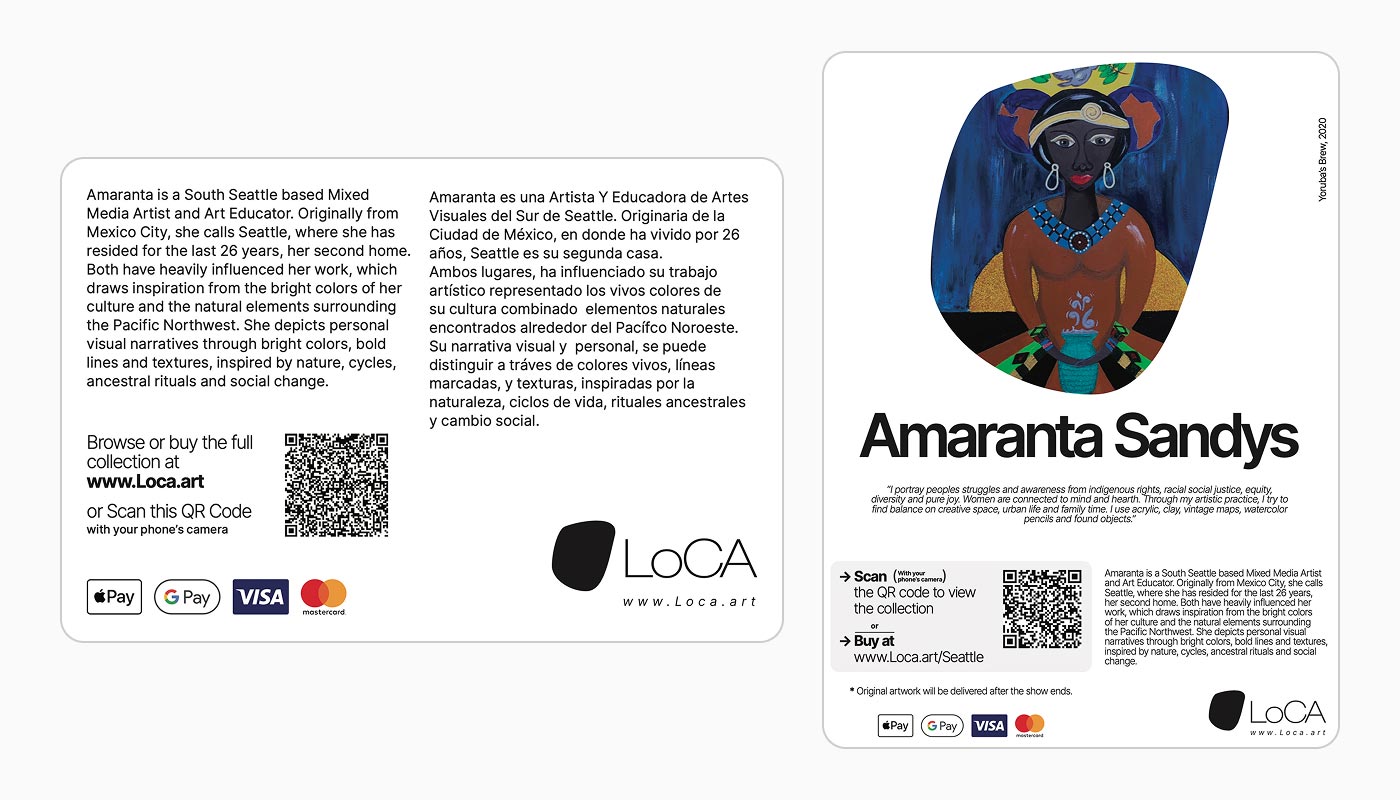 Amaranta is a South Seattle based Mixed
Media Artist and Art Educator. Originally from
Mexico City, she calls Seattle, where she has
resided for the last 26 years, her second home.
Both have heavily influenced her work, which
draws inspiration from the bright colors of her
culture and the natural elements surrounding
the Pacific Northwest. She depicts personal
visual narratives through bright colors, bold
lines and textures, inspired by nature, cycles,
ancestral rituals and social change.
Amaranta es una Artista Y Educadora de Artes
Visuales del Sur de Seattle. Originaria de la
Ciudad de México, en donde ha vivido por 26
años, Seattle es su segunda casa.
Ambos lugares, ha influenciado su trabajo
artístico representado los vivos colores de
su cultura combinado  elementos naturales
encontrados alrededor del Pacífco Noroeste.
Su narrativa visual y  personal, se puede
distinguir a tráves de colores vivos, líneas
marcadas, y texturas, inspiradas por la
naturaleza, ciclos de vida, rituales ancestrales
y cambio social.
Browse or buy the full
collection at
www.Loca.art
or Scan this QR Code
with your phone's camera
Pay
G Pay
VISA
mastercard.
LoCA
www.Loca.art
Yoruba's Brew, 2020
Amaranta Sandys
"I portray peoples struggles and awareness from indigenous rights, racial social justice, equity,
diversity and pure joy. Women are connected to mind and hearth. Through my artistic practice, I try to
find balance on creative space, urban life and family time. I use acrylic, clay, vintage maps, watercolor
pencils and found objects."
→ Scan (With your phone's camera)
the QR code to view
the collection
or
→ Buy at
www.Loca.art/Seattle
Amaranta is a South Seattle based Mixed Media Artist
and Art Educator. Originally from Mexico City, she calls
Seattle, where she has resided for the last 26 years,
her second home. Both have heavily influenced her
work, which draws inspiration from the bright colors
of her culture and the natural elements surrounding
the Pacific Northwest. She depicts personal visual
narratives through bright colors, bold lines and textures,
inspired by nature, cycles, ancestral rituals and social
change.
* Original artwork will be delivered after the show ends.
Pay
G Pay
VISA
mastercard.
LoCA
www.Loca.art